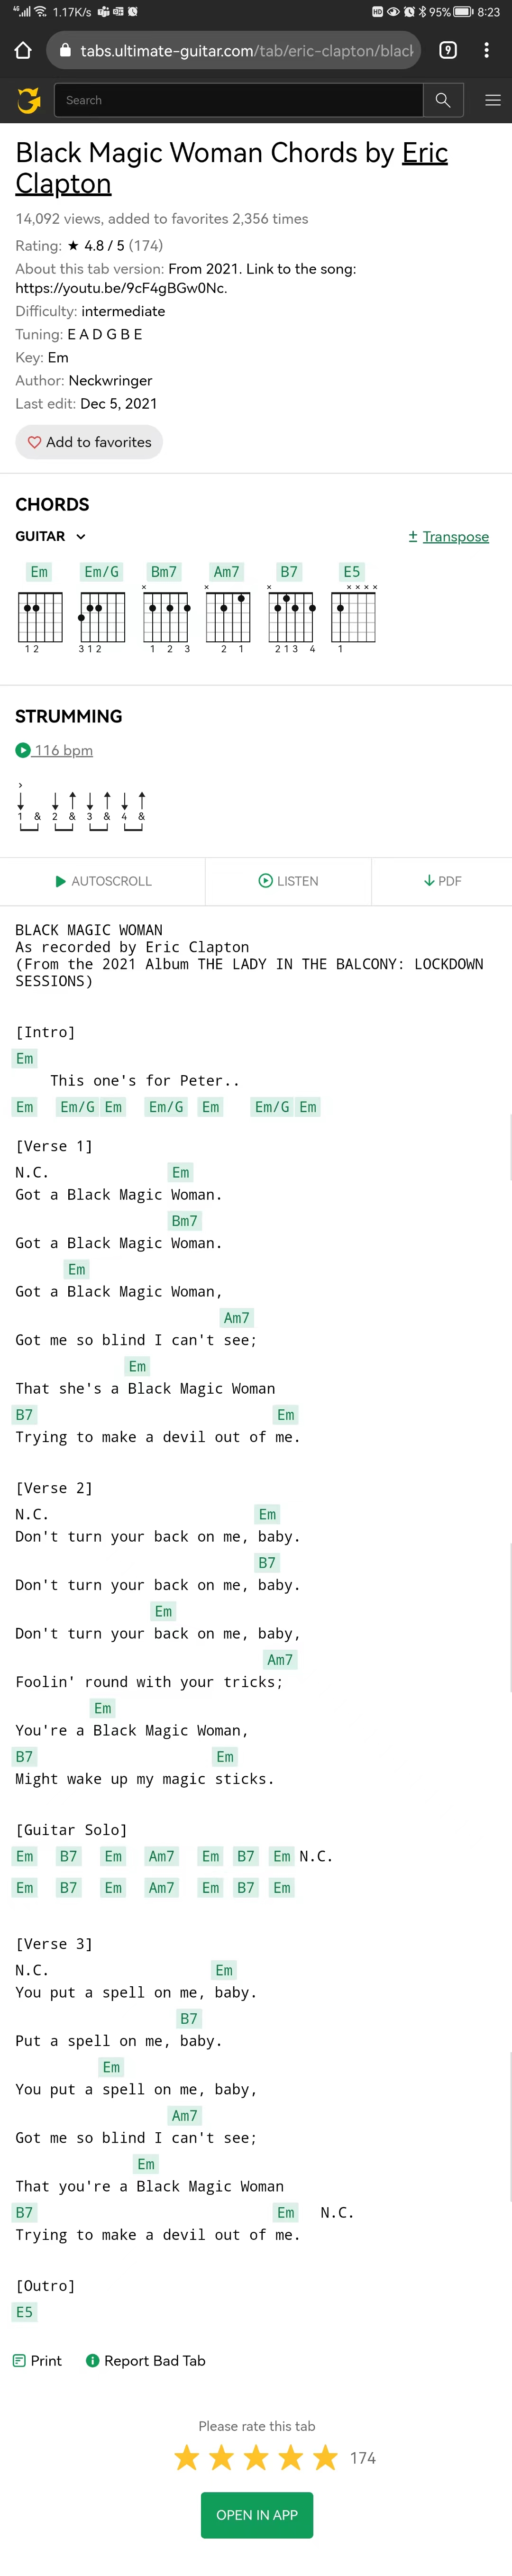 4G 1.17K/s HD 95% 8:23
tabs.ultimate-guitar.com/tab/eric-clapton/black 9
Search
Black Magic Woman Chords by Eric
Clapton
14,092 views, added to favorites 2,356 times
Rating: ★ 4.8 / 5 (174)
About this tab version: From 2021. Link to the song:
https://youtu.be/9cF4gBGw0Nc.
Difficulty: intermediate
Tuning: E A D G B E
Key: Em
Author: Neckwringer
Last edit: Dec 5, 2021
Add to favorites
CHORDS
GUITAR Transpose
Em Em/G Bm7 Am7 B7 E5
x x x x x x x
1 2 3 1 2 1 2 3 2 1 2 1 3 4 1
STRUMMING
116 bpm
>
1 & 2 & 3 & 4 &
AUTOSCROLL LISTEN PDF
BLACK MAGIC WOMAN
As recorded by Eric Clapton
(From the 2021 Album THE LADY IN THE BALCONY: LOCKDOWN
SESSIONS)
[Intro]
Em
This one's for Peter..
Em Em/G Em Em/G Em Em/G Em
[Verse 1]
N.C. Em
Got a Black Magic Woman.
Bm7
Got a Black Magic Woman.
Em
Got a Black Magic Woman,
Am7
Got me so blind I can't see;
Em
That she's a Black Magic Woman
B7 Em
Trying to make a devil out of me.
[Verse 2]
N.C. Em
Don't turn your back on me, baby.
B7
Don't turn your back on me, baby.
Em
Don't turn your back on me, baby,
Am7
Foolin' round with your tricks;
Em
You're a Black Magic Woman,
B7 Em
Might wake up my magic sticks.
[Guitar Solo]
Em B7 Em Am7 Em B7 Em N.C.
Em B7 Em Am7 Em B7 Em
[Verse 3]
N.C. Em
You put a spell on me, baby.
B7
Put a spell on me, baby.
Em
You put a spell on me, baby,
Am7
Got me so blind I can't see;
Em
That you're a Black Magic Woman
B7 Em N.C.
Trying to make a devil out of me.
[Outro]
E5
Print Report Bad Tab
Please rate this tab
174
OPEN IN APP